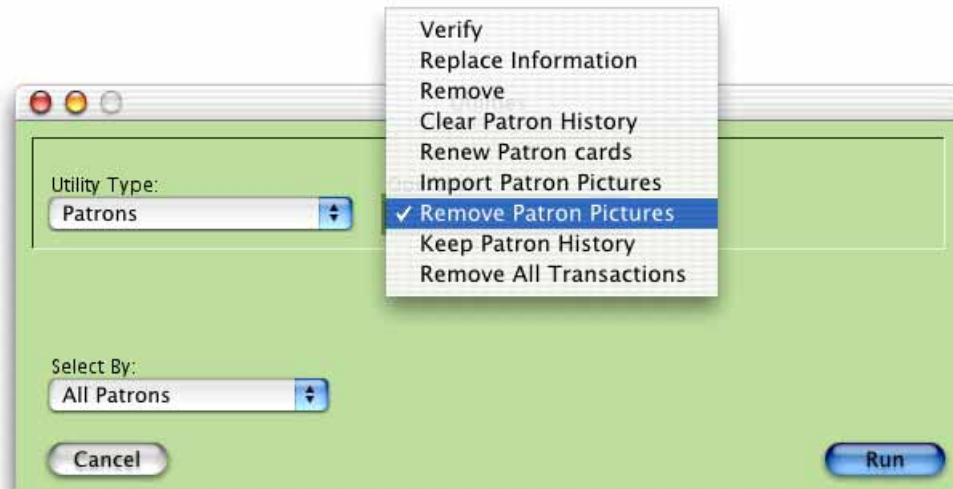 Verify
Replace Information
Remove
Clear Patron History
Renew Patron cards
Import Patron Pictures
✓ Remove Patron Pictures
Keep Patron History
Remove All Transactions
Utilities
Utility Type:
Patrons
Select By:
All Patrons
Cancel
Run